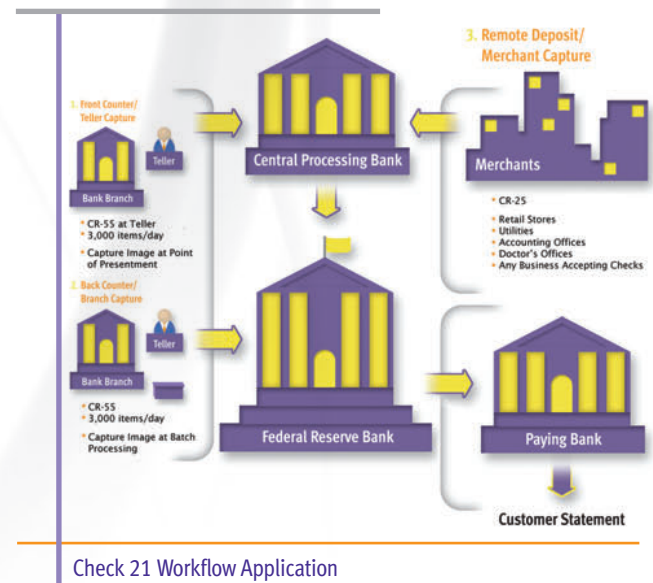 1. Front Counter/
Teller Capture
Teller
Bank Branch
• CR-55 at Teller
• 3,000 items/day
• Capture Image at Point
of Presentment
2. Back Counter/
Branch Capture
Teller
Bank Branch
• CR-55
• 3,000 items/day
• Capture Image at Batch
Processing
Central Processing Bank
Federal Reserve Bank
3. Remote Deposit/
Merchant Capture
Merchants
• CR-25
• Retail Stores
• Utilities
• Accounting Offices
• Doctor's Offices
• Any Business Accepting Checks
Paying Bank
Customer Statement
Check 21 Workflow Application